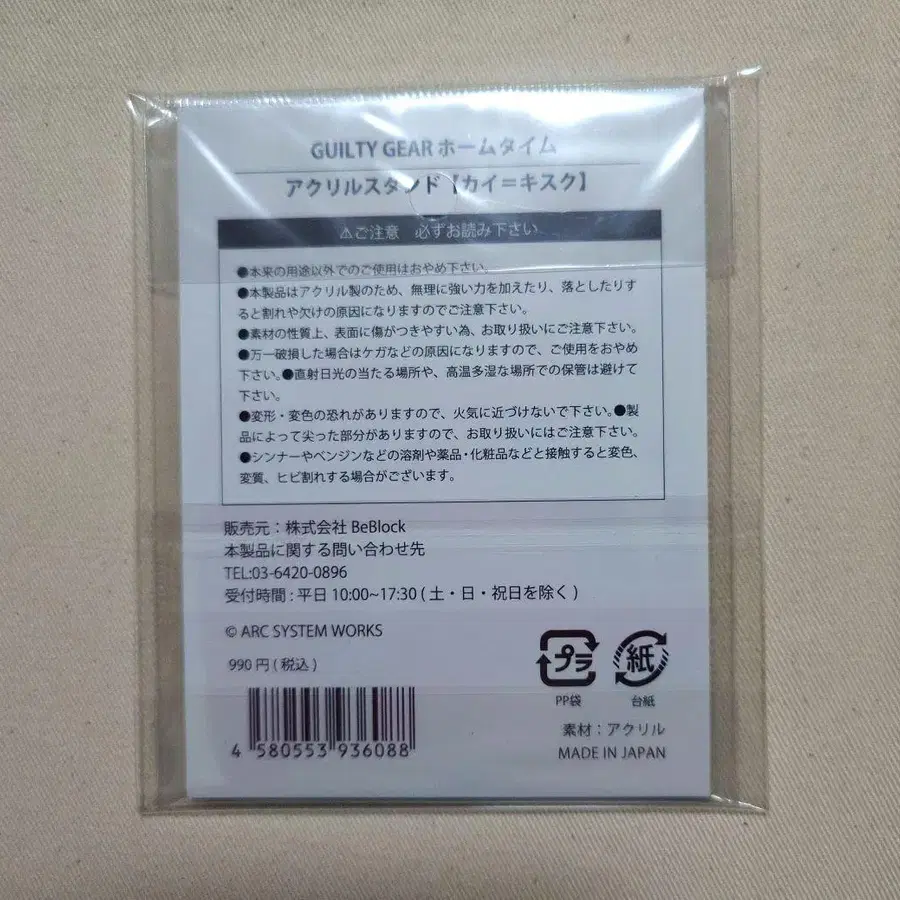 GUILTY GEAR ホームタイム
アクリルスタンド【カイ＝キスク】
⚠ご注意　必ずお読み下さい
●本来の用途以外でのご使用はおやめ下さい。
●本製品はアクリル製のため、無理に強い力を加えたり、落としたりす
ると割れや欠けの原因になりますのでご注意下さい。
●素材の性質上、表面に傷がつきやすい為、お取り扱いにご注意下さい。
●万一破損した場合はケガなどの原因になりますので、ご使用をおやめ
下さい。●直射日光の当たる場所や、高温多湿な場所での保管は避けて
下さい。
●変形・変色の恐れがありますので、火気に近づけないで下さい。●製
品によって尖った部分がありますので、お取り扱いにはご注意下さい。
●シンナーやベンジンなどの溶剤や薬品・化粧品などと接触すると変色、
変質、ヒビ割れする場合がございます。
販売元：株式会社 BeBlock
本製品に関する問い合わせ先
TEL:03-6420-0896
受付時間：平日 10:00~17:30 ( 土・日・祝日を除く )
© ARC SYSTEM WORKS
990 円 ( 税込 )
プラ
紙
PP袋
台紙
素材：アクリル
MADE IN JAPAN
4 580553 936088